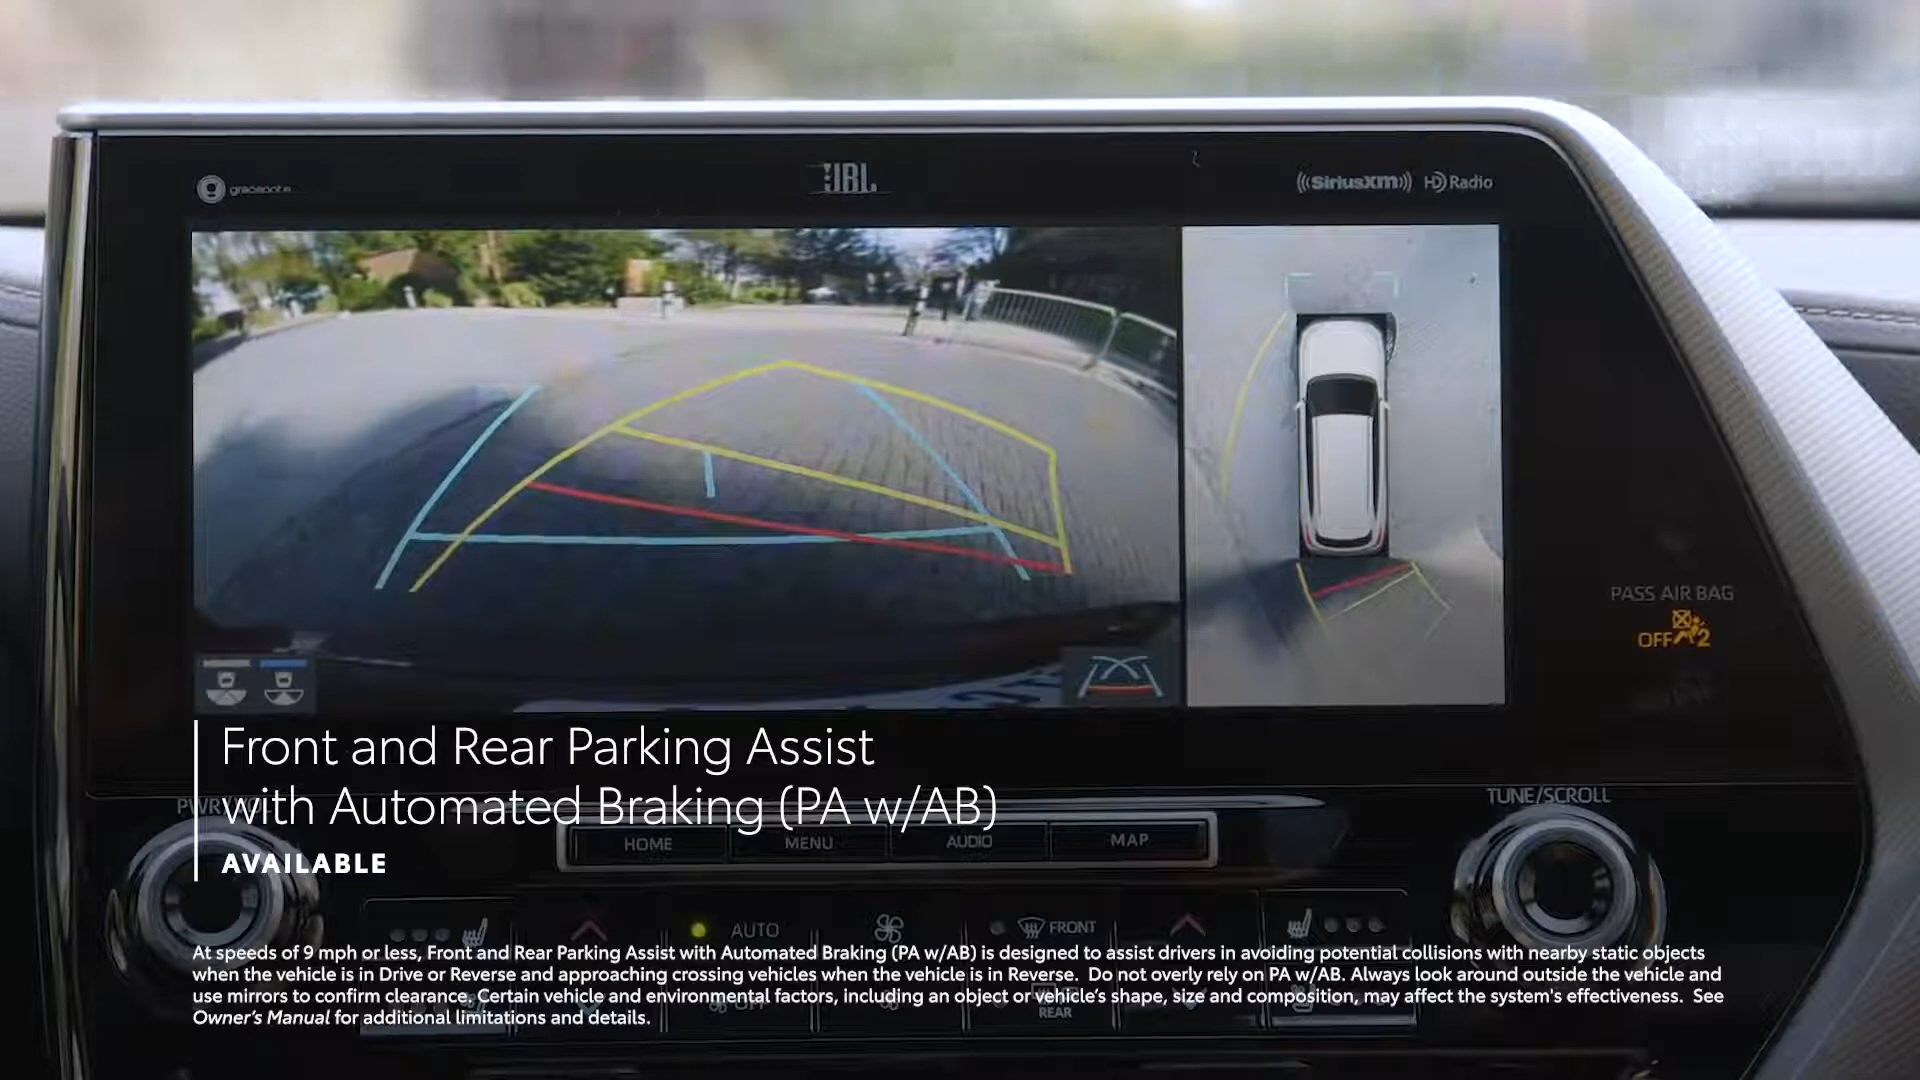 gracenote
JBL
SiriusXM HD Radio
PASS AIR BAG
OFF 2
Front and Rear Parking Assist
with Automated Braking (PA w/AB)
AVAILABLE
TUNE/SCROLL
HOME MENU AUDIO MAP
AUTO FRONT
At speeds of 9 mph or less, Front and Rear Parking Assist with Automated Braking (PA w/AB) is designed to assist drivers in avoiding potential collisions with nearby static objects
when the vehicle is in Drive or Reverse and approaching crossing vehicles when the vehicle is in Reverse. Do not overly rely on PA w/AB. Always look around outside the vehicle and
use mirrors to confirm clearance. Certain vehicle and environmental factors, including an object or vehicle's shape, size and composition, may affect the system's effectiveness. See
Owner's Manual for additional limitations and details.
OFF
REAR